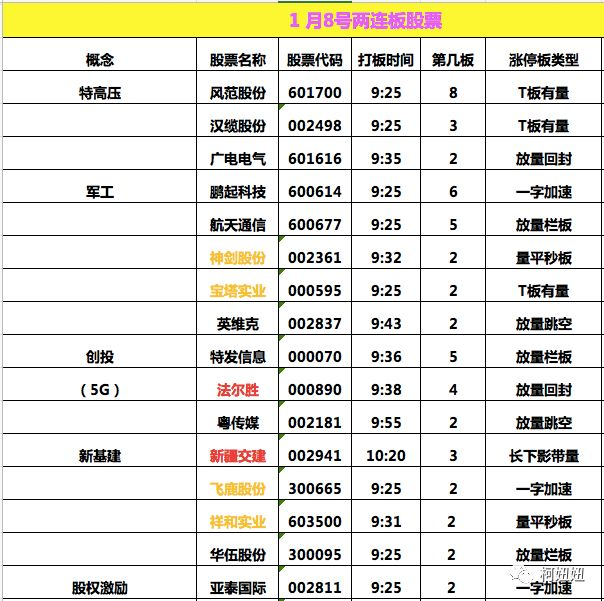 1 月8号两连板股票
概念 股票名称 股票代码 打板时间 第几板 涨停板类型
特高压 风范股份 601700 9:25 8 T板有量
汉缆股份 002498 9:25 3 T板有量
广电电气 601616 9:35 2 放量回封
军工 鹏起科技 600614 9:25 6 一字加速
航天通信 600677 9:25 5 放量栏板
神剑股份 002361 9:32 2 量平秒板
宝塔实业 000595 9:25 2 T板有量
英维克 002837 9:43 2 放量跳空
创投 特发信息 000070 9:36 5 放量栏板
（5G） 法尔胜 000890 9:38 4 放量回封
粤传媒 002181 9:55 2 放量跳空
新基建 新疆交建 002941 10:20 3 长下影带量
飞鹿股份 300665 9:25 2 一字加速
祥和实业 603500 9:31 2 量平秒板
华伍股份 300095 9:25 2 放量烂板
股权激励 亚泰国际 002811 9:25 2 一字加速
柯妞妞